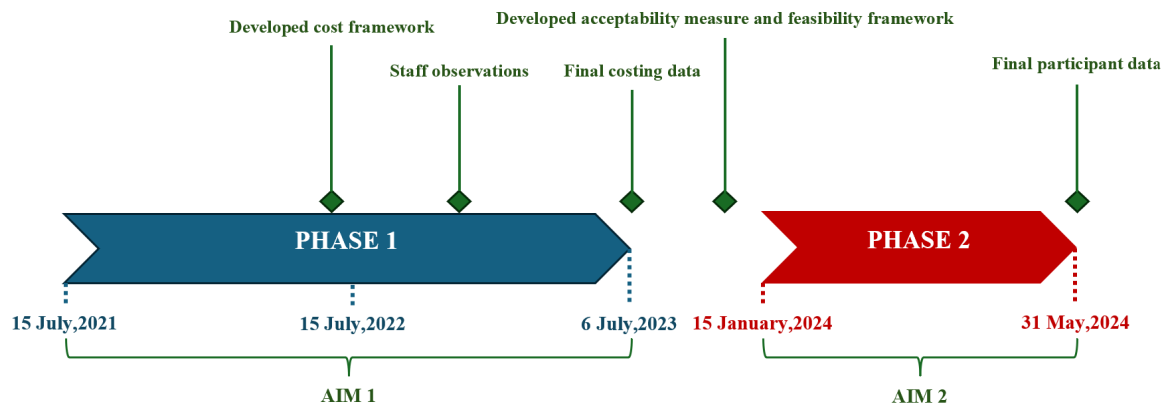 Developed acceptability measure and feasibility framework
Developed cost framework
Staff observations
Final costing data
Final participant data
PHASE 1
PHASE 2
15 July,2021
15 July,2022
6 July,2023
15 January,2024
31 May,2024
AIM 1
AIM 2